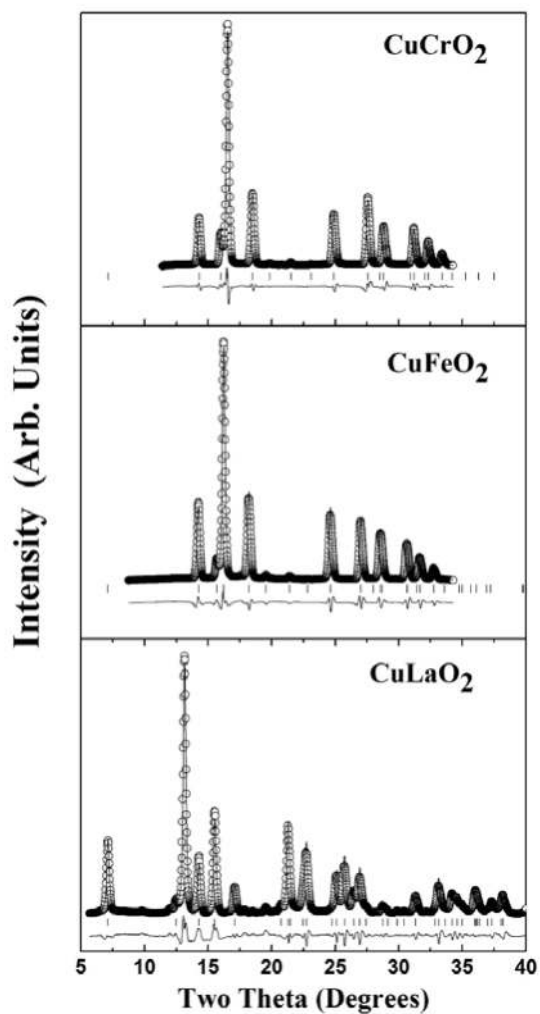 CuCrO2
CuFeO2
CuLaO2
Intensity (Arb. Units)
5 10 15 20 25 30 35 40
Two Theta (Degrees)